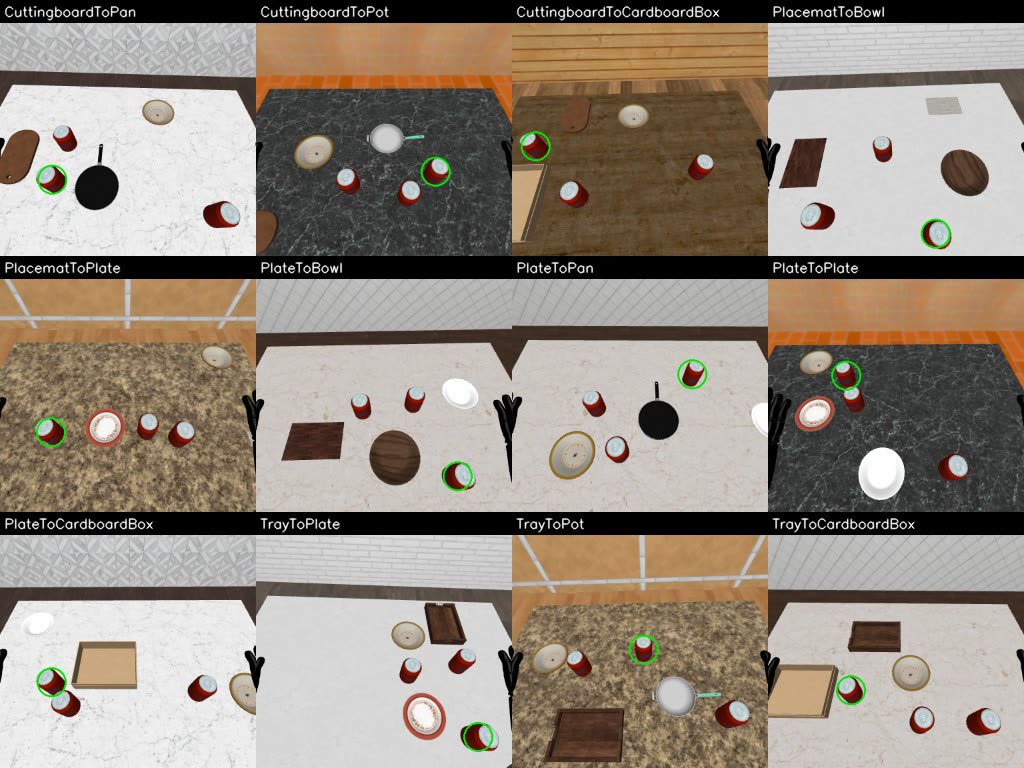 CuttingboardToPan
CuttingboardToPot
CuttingboardToCardboardBox
PlacematToBowl
PlacematToPlate
PlateToBowl
PlateToPan
PlateToPlate
PlateToCardboardBox
TrayToPlate
TrayToPot
TrayToCardboardBox